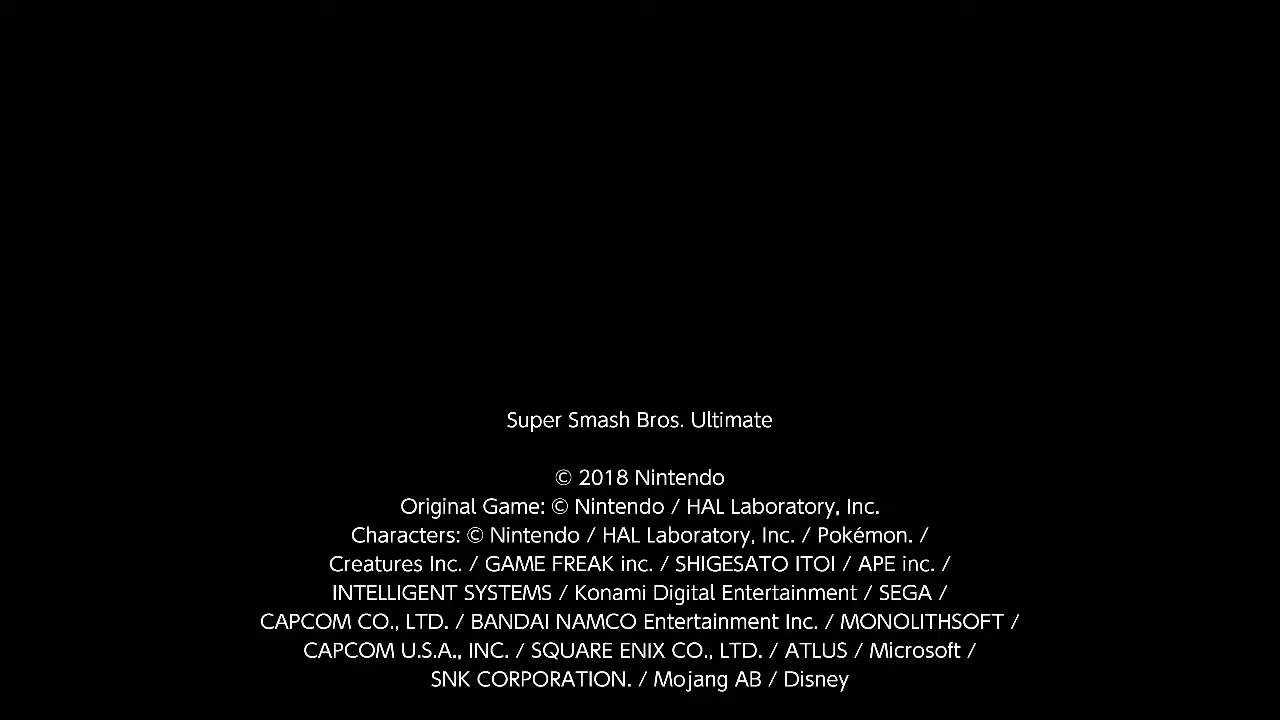 Super Smash Bros. Ultimate
© 2018 Nintendo
Original Game: © Nintendo / HAL Laboratory, Inc.
Characters: © Nintendo / HAL Laboratory, Inc. / Pokémon. /
Creatures Inc. / GAME FREAK inc. / SHIGESATO ITOI / APE inc. /
INTELLIGENT SYSTEMS / Konami Digital Entertainment / SEGA /
CAPCOM CO., LTD. / BANDAI NAMCO Entertainment Inc. / MONOLITHSOFT /
CAPCOM U.S.A., INC. / SQUARE ENIX CO., LTD. / ATLUS / Microsoft /
SNK CORPORATION. / Mojang AB / Disney